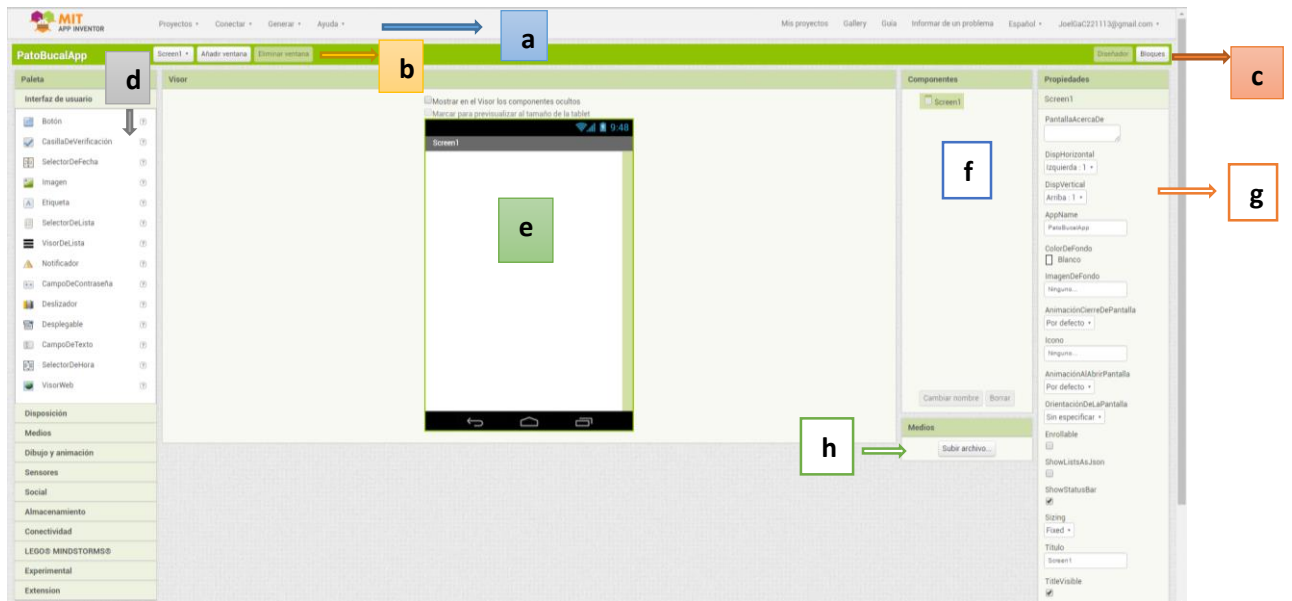 MIT
APP INVENTOR
Proyectos Conectar Generar Ayuda
Mis proyectos Gallery Guía Informar de un problema Español JoelGaC221113@gmail.com
a
PatoBucalApp
Screen1 Añadir ventana Eliminar ventana
b
Diseñador Bloques
c
Paleta
d
Interfaz de usuario
Botón
CasillaDeVerificación
SelectorDeFecha
Imagen
Etiqueta
SelectorDeLista
VisorDeLista
Notificador
CampoDeContraseña
Deslizador
Desplegable
CampoDeTexto
SelectorDeHora
VisorWeb
Disposición
Medios
Dibujo y animación
Sensores
Social
Almacenamiento
Conectividad
LEGO® MINDSTORMS®
Experimental
Extension
Visor
Mostrar en el Visor los componentes ocultos
Marcar para previsualizar al tamaño de la tablet
9:48
Screen1
e
Componentes
Screen1
f
Cambiar nombre Borrar
Medios
Subir archivo...
h
Propiedades
Screen1
PantallaAcercaDe
DispHorizontal
Izquierda : 1
DispVertical
Arriba : 1
g
AppName
PatoBucalApp
ColorDeFondo
Blanco
ImagenDeFondo
Ninguno...
AnimaciónCierreDePantalla
Por defecto
Icono
Ninguno...
AnimaciónAlAbrirPantalla
Por defecto
OrientaciónDeLaPantalla
Sin especificar
Enrollable
ShowListsAsJson
ShowStatusBar
Sizing
Fixed
Título
Screen1
TitleVisible